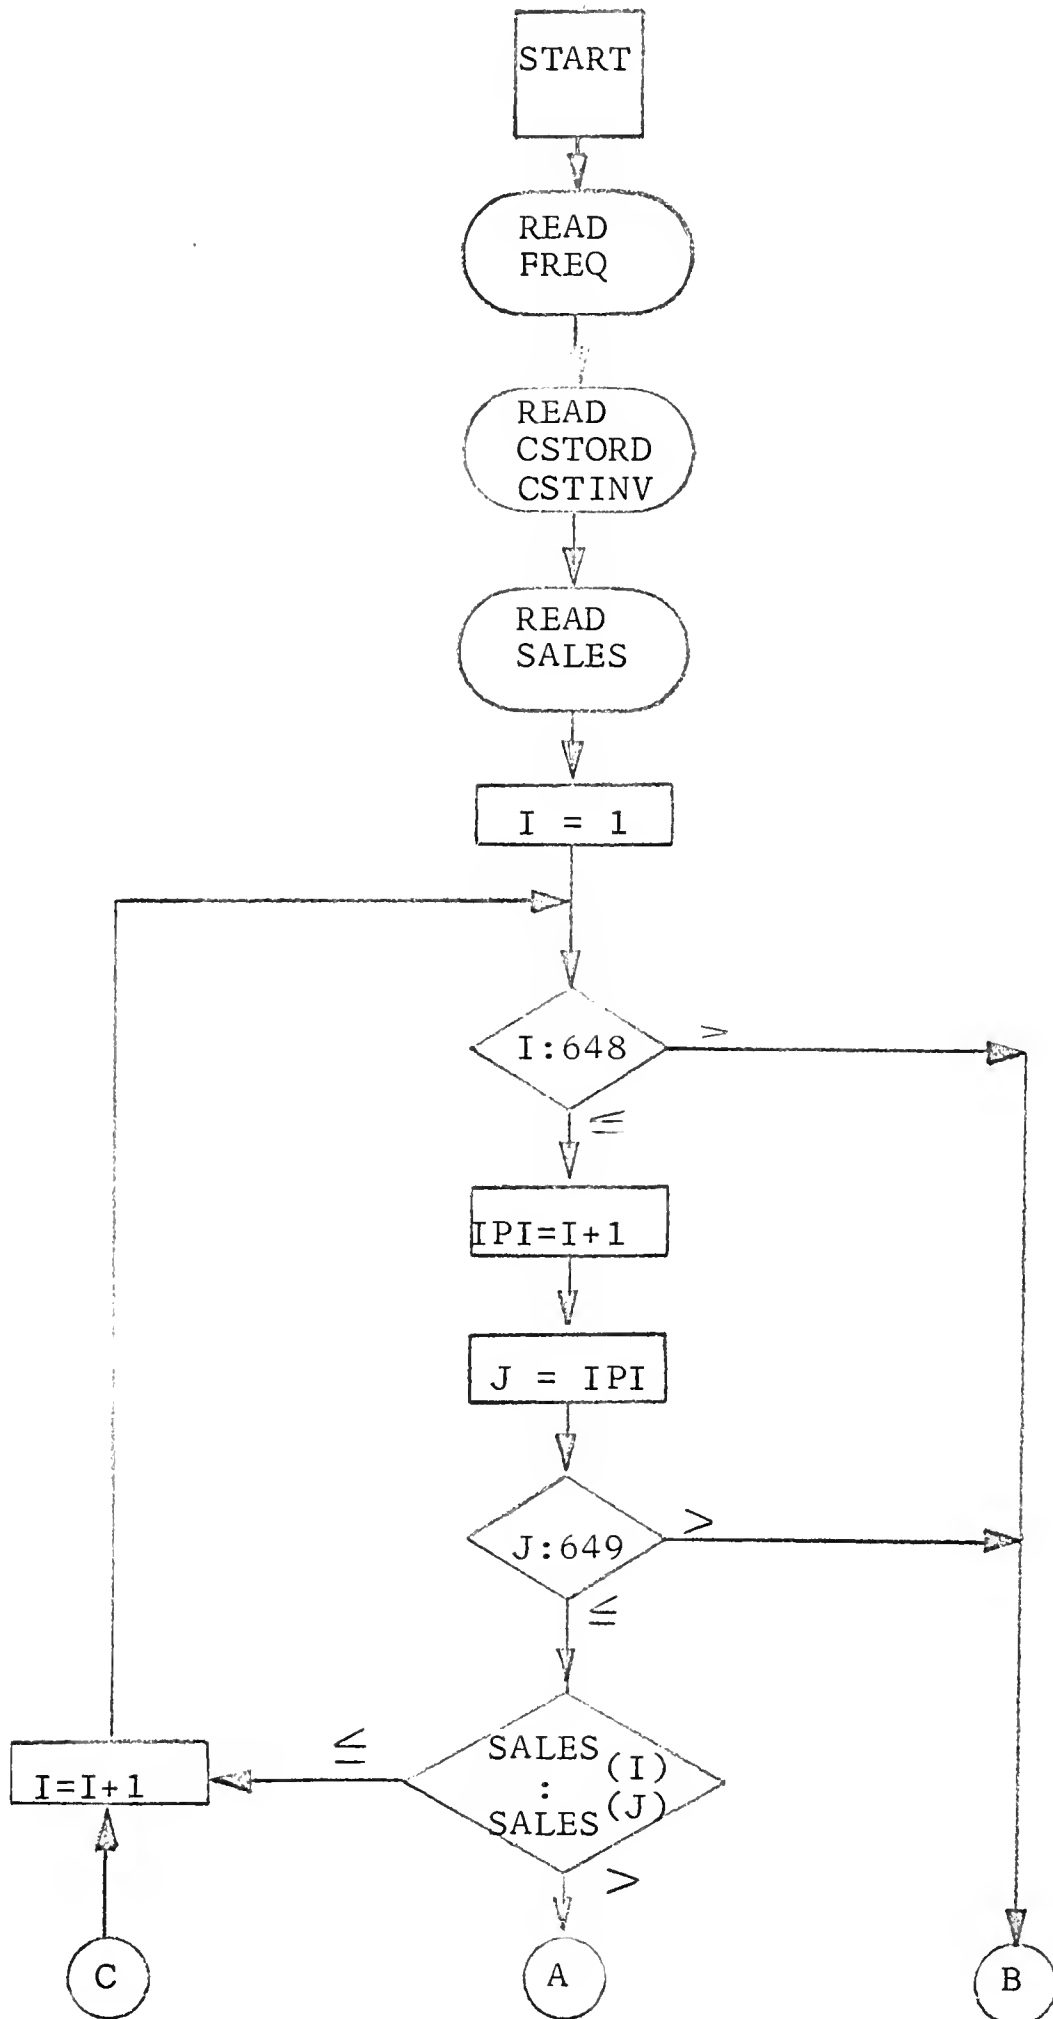 START
READ
FREQ
READ
CSTORD
CSTINV
READ
SALES
I = 1
I:648 >
≤
IPI=I+1
J = IPI
J:649 >
≤
SALES(I)
:
SALES(J)
≤
I=I+1
>
C
A
B